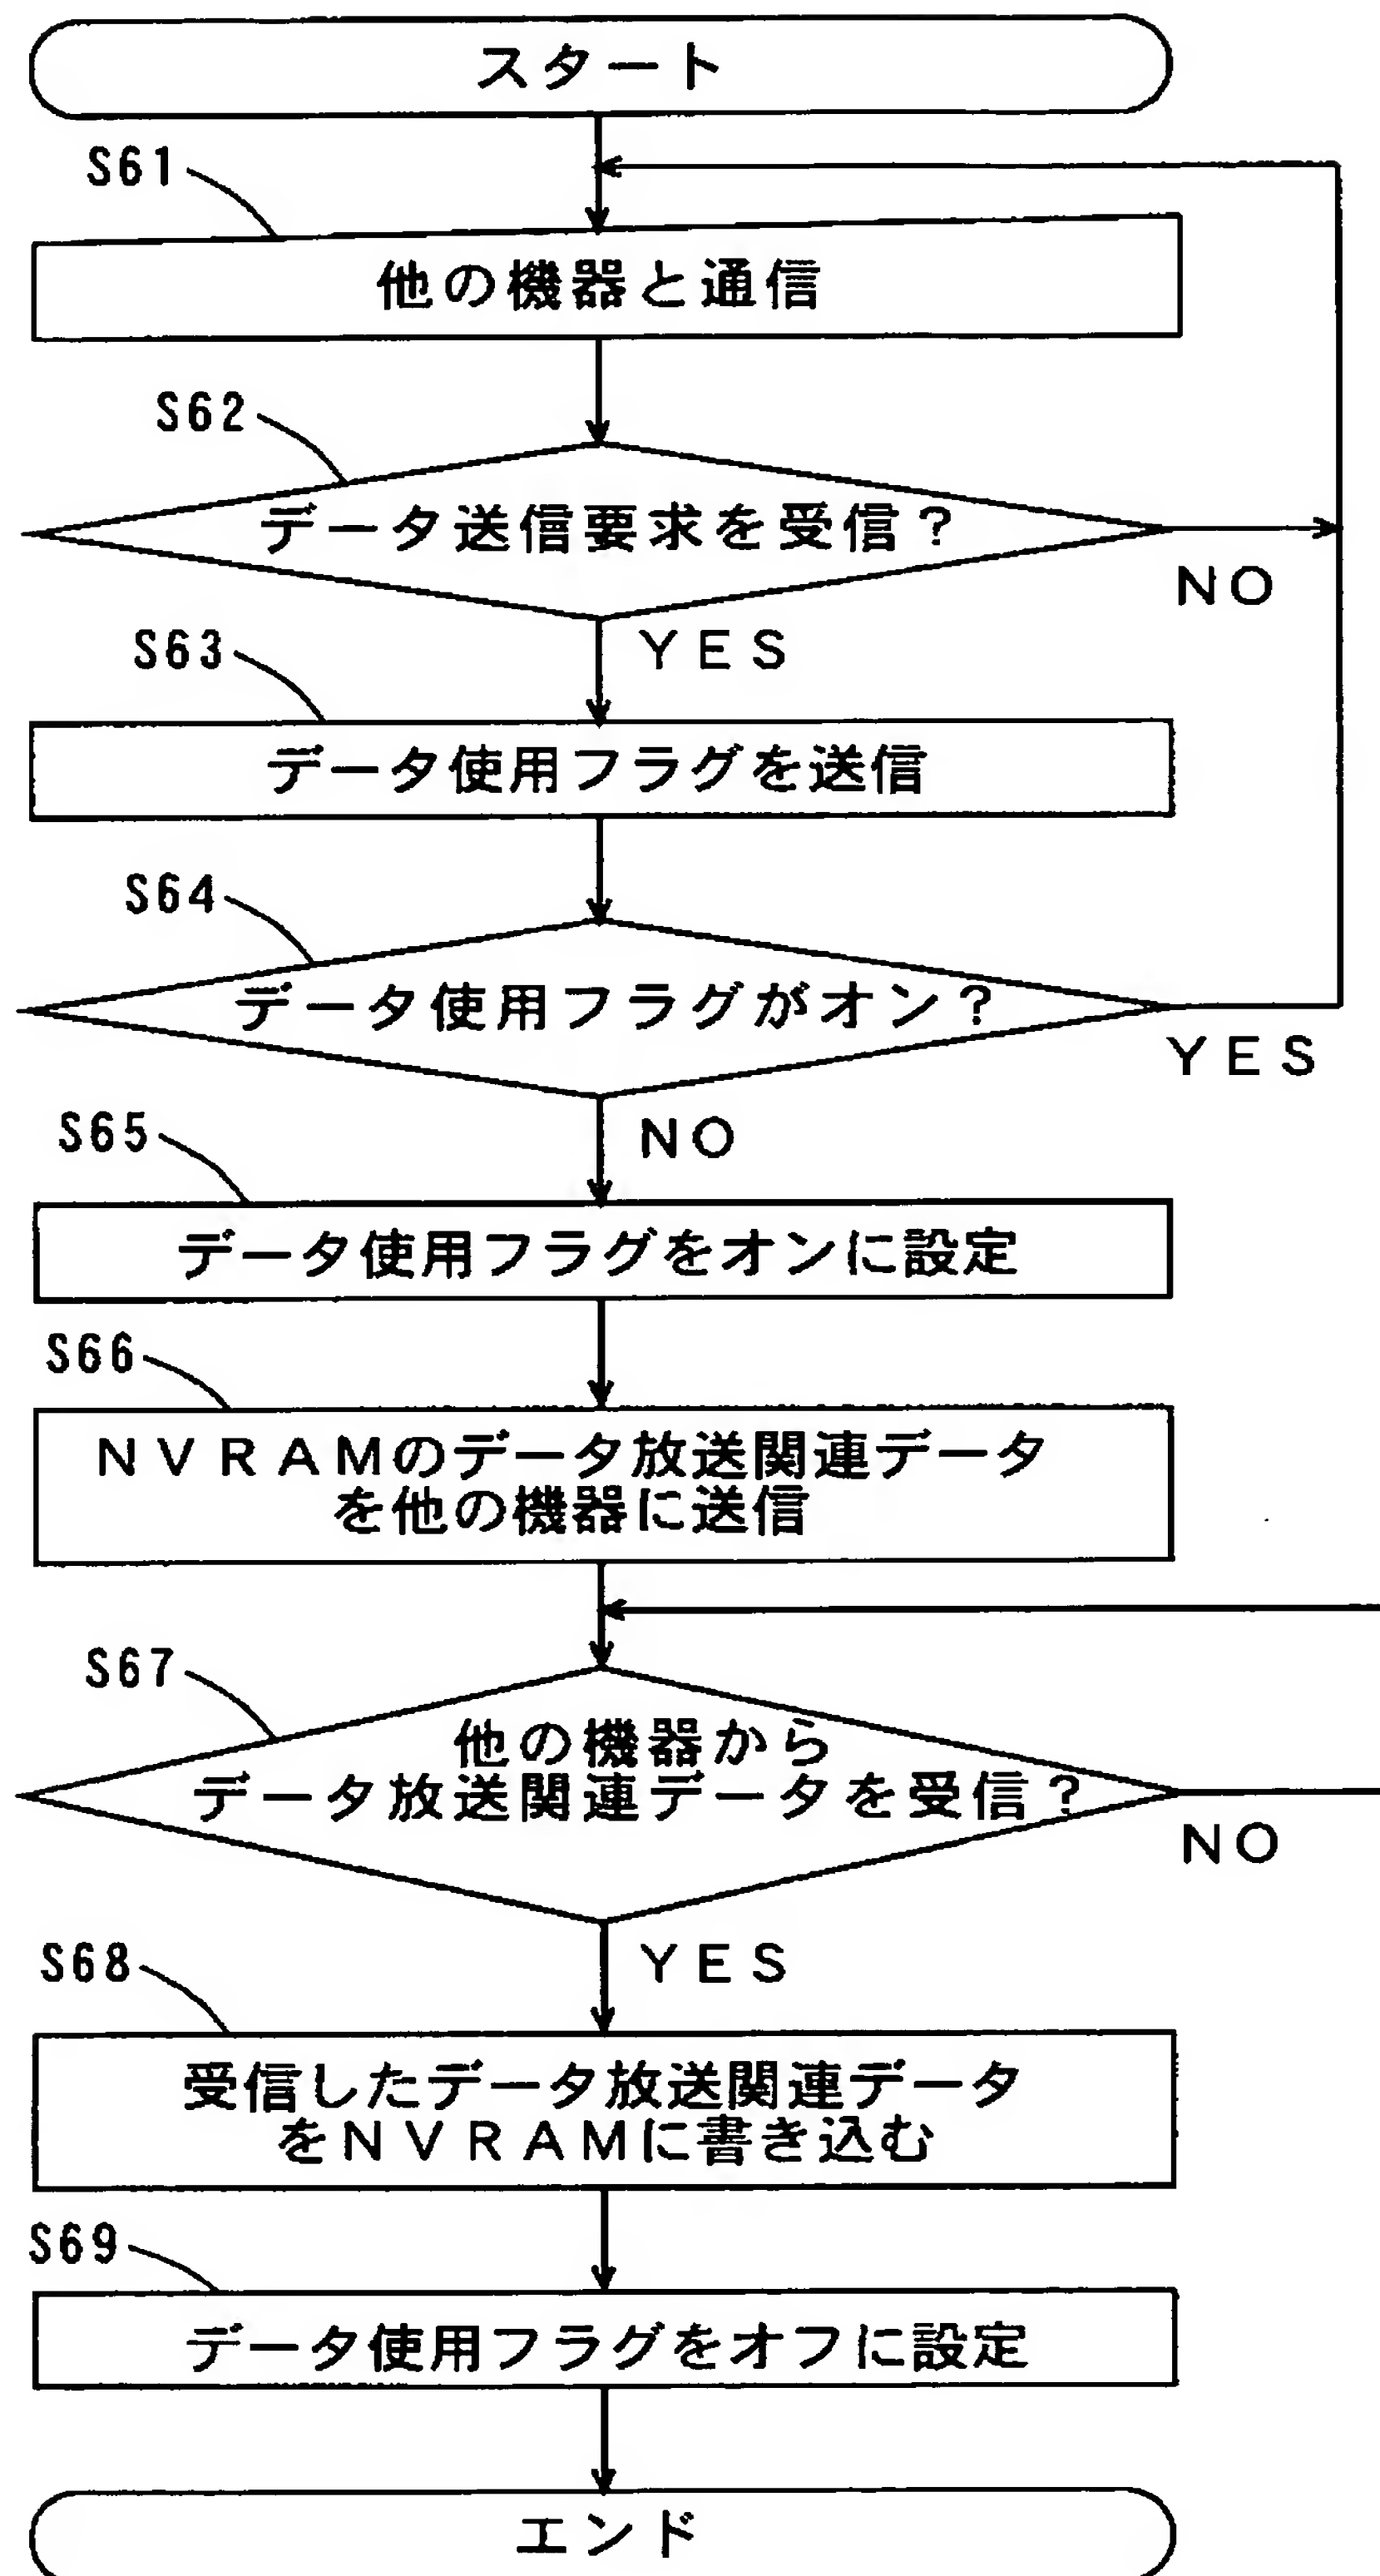 スタート
S61
他の機器と通信
S62
データ送信要求を受信？
NO
YES
S63
データ使用フラグを送信
S64
データ使用フラグがオン？
YES
NO
S65
データ使用フラグをオンに設定
S66
NVRAMのデータ放送関連データ
を他の機器に送信
S67
他の機器から
データ放送関連データを受信？
NO
YES
S68
受信したデータ放送関連データ
をNVRAMに書き込む
S69
データ使用フラグをオフに設定
エンド